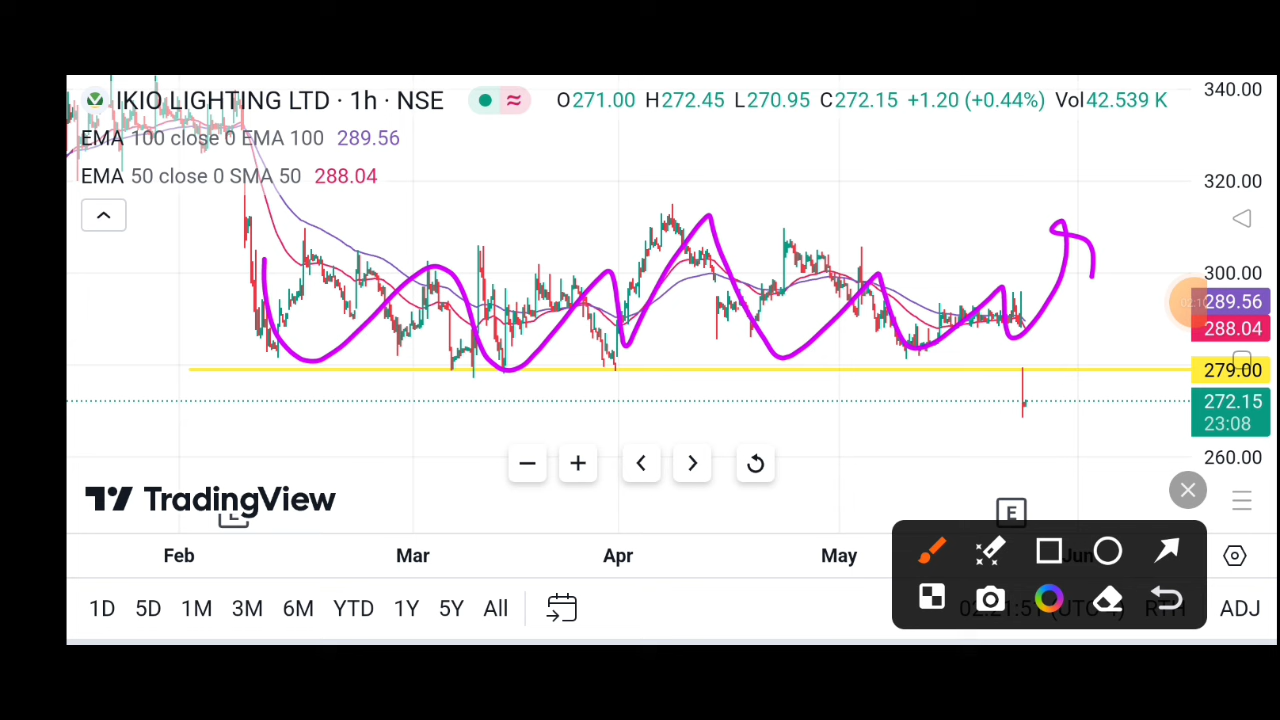 IKIO LIGHTING LTD · 1h · NSE O271.00 H272.45 L270.95 C272.15 +1.20 (+0.44%) Vol42.539 K
EMA 100 close 0 EMA 100 289.56
EMA 50 close 0 SMA 50 288.04
340.00
320.00
300.00
289.56
288.04
279.00
272.15
23:08
260.00
TradingView
E
Feb Mar Apr May Jun
1D 5D 1M 3M 6M YTD 1Y 5Y All RTH ADJ